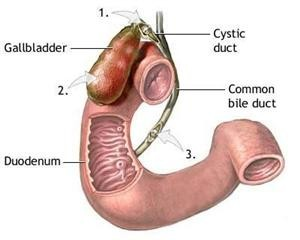 1.
Gallbladder
Cystic
duct
2.
Common
bile duct
Duodenum
3.